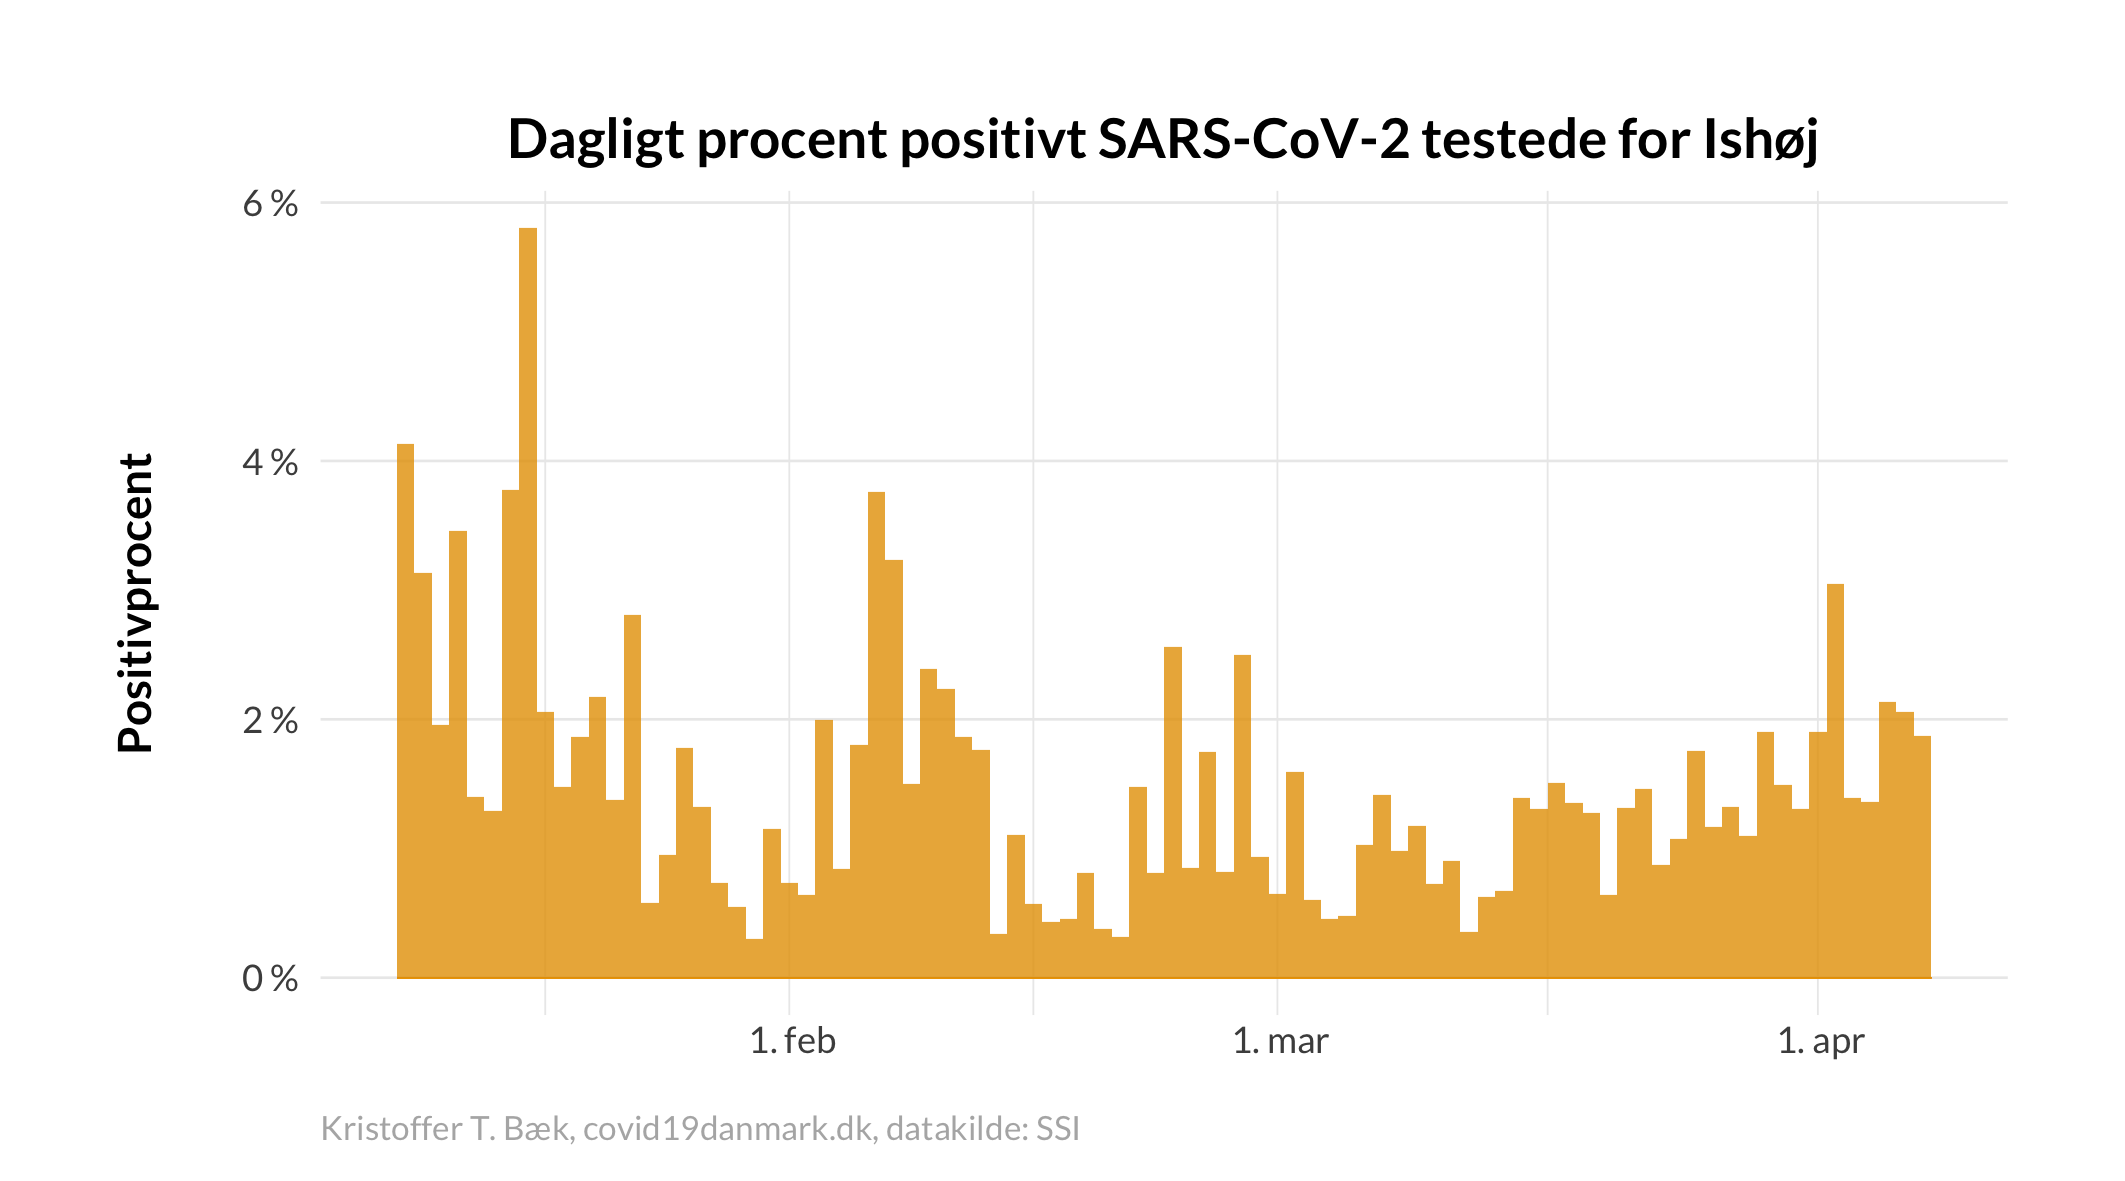 Dagligt procent positivt SARS-CoV-2 testede for Ishøj
Positivprocent
6 %
4 %
2 %
0 %
1. feb
1. mar
1. apr
Kristoffer T. Bæk, covid19danmark.dk, datakilde: SSI